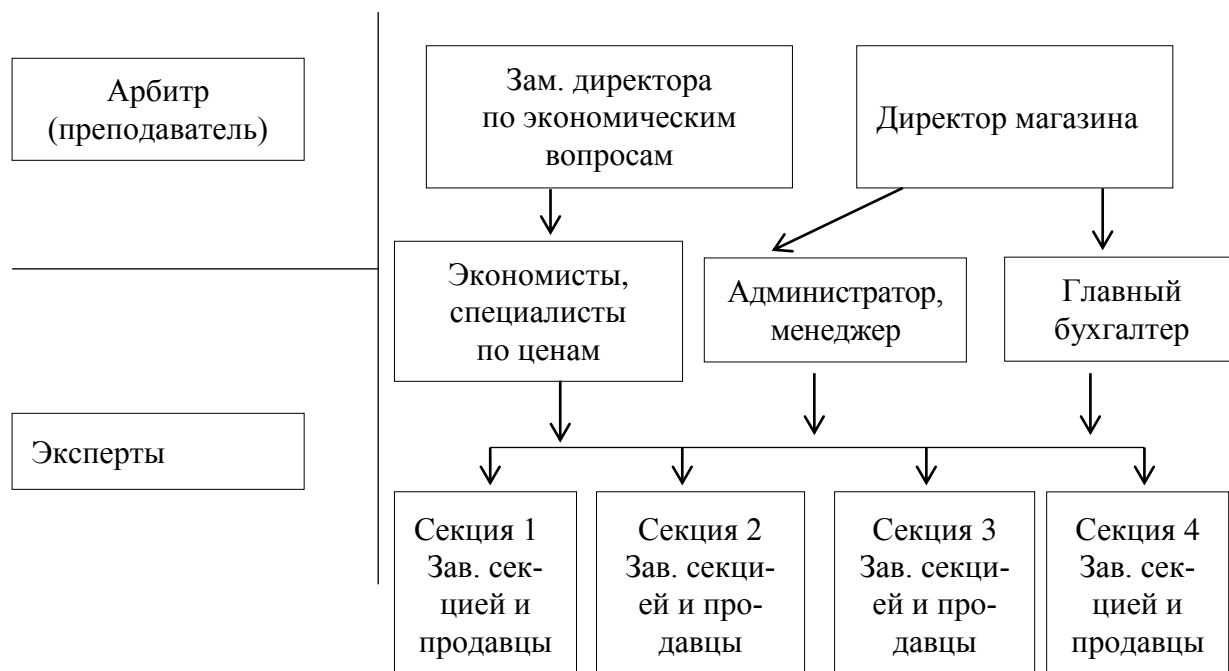 Арбитр
(преподаватель)
Зам. директора
по экономическим
вопросам
Директор магазина
Экономисты,
специалисты
по ценам
Администратор,
менеджер
Главный
бухгалтер
Эксперты
Секция 1
Зав. сек-
цией и
продавцы
Секция 2
Зав. секци-
ей и про-
давцы
Секция 3
Зав. секци-
ей и про-
давцы
Секция 4
Зав. сек-
цией и
продавцы